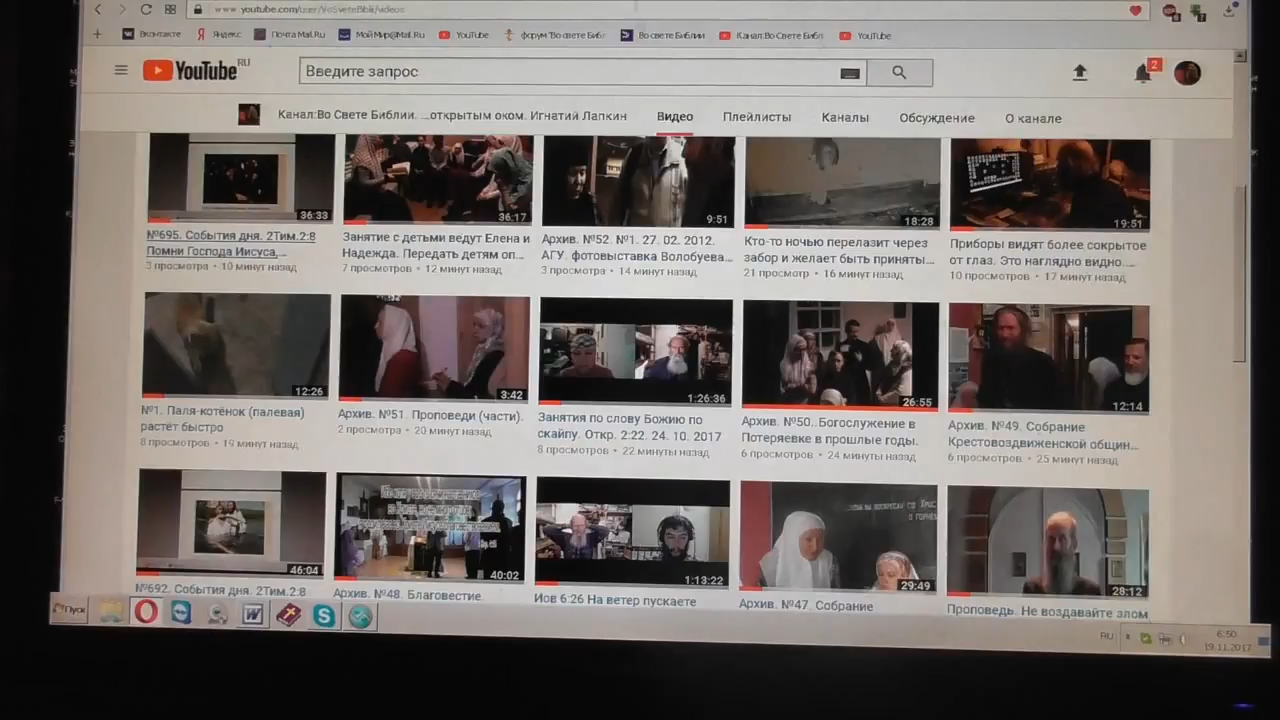 www.youtube.com/user/VoSveteBiblii/videos
Вконтакте Яндекс Почта Mail.Ru Мой Мир@Mail.Ru YouTube форум "Во свете Библ Во свете Библии Канал:Во Свете Библ YouTube
YouTube RU Введите запрос 2
Канал:Во Свете Библии. ...открытым оком. Игнатий Лапкин Видео Плейлисты Каналы Обсуждение О канале
36:33 36:17 9:51 18:28 19:51
№695. События дня. 2Тим.2:8
Помни Господа Иисуса,...
3 просмотра • 10 минут назад
Занятие с детьми ведут Елена и
Надежда. Передать детям оп...
7 просмотров • 12 минут назад
Архив. №52. №1. 27. 02. 2012.
АГУ. фотовыставка Волобуева...
3 просмотра • 14 минут назад
Кто-то ночью перелазит через
забор и желает быть приняты...
21 просмотр • 16 минут назад
Приборы видят более сокрытое
от глаз. Это наглядно видно....
10 просмотров • 17 минут назад
12:26 3:42 1:26:36 26:55 12:14
№1. Паля-котёнок (палевая)
растёт быстро
8 просмотров • 19 минут назад
Архив. №51. Проповеди (части).
2 просмотра • 20 минут назад
Занятия по слову Божию по
скайпу. Откр. 2:22. 24. 10. 2017
8 просмотров • 22 минуты назад
Архив. №50..Богослужение в
Потеряевке в прошлые годы.
6 просмотров • 24 минуты назад
Архив. №49. Собрание
Крестовоздвиженской общин...
6 просмотров • 25 минут назад
46:04 40:02 1:13:22 29:49 28:12
№692. События дня. 2Тим.2:8
Архив. №48. Благовестие.
Иов 6:26 На ветер пускаете
Архив. №47. Собрание
Проповедь. Не воздавайте злом
Пуск
RU 6:50
19.11.2017